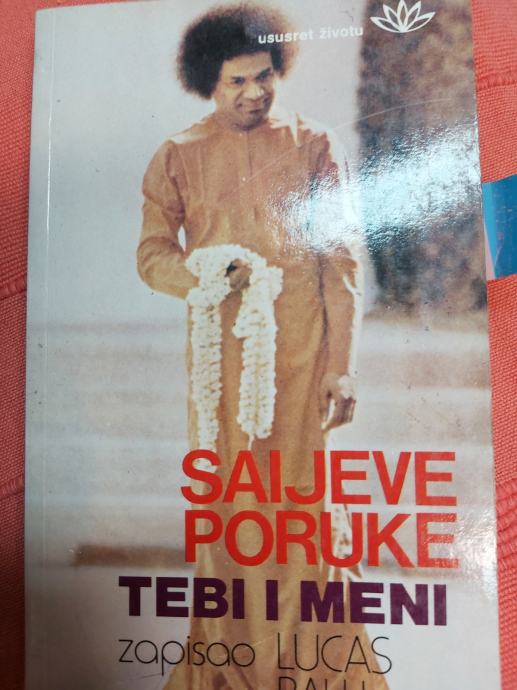 ususret životu
SAIJEVE
PORUKE
TEBI I MENI
zapisao LUCAS